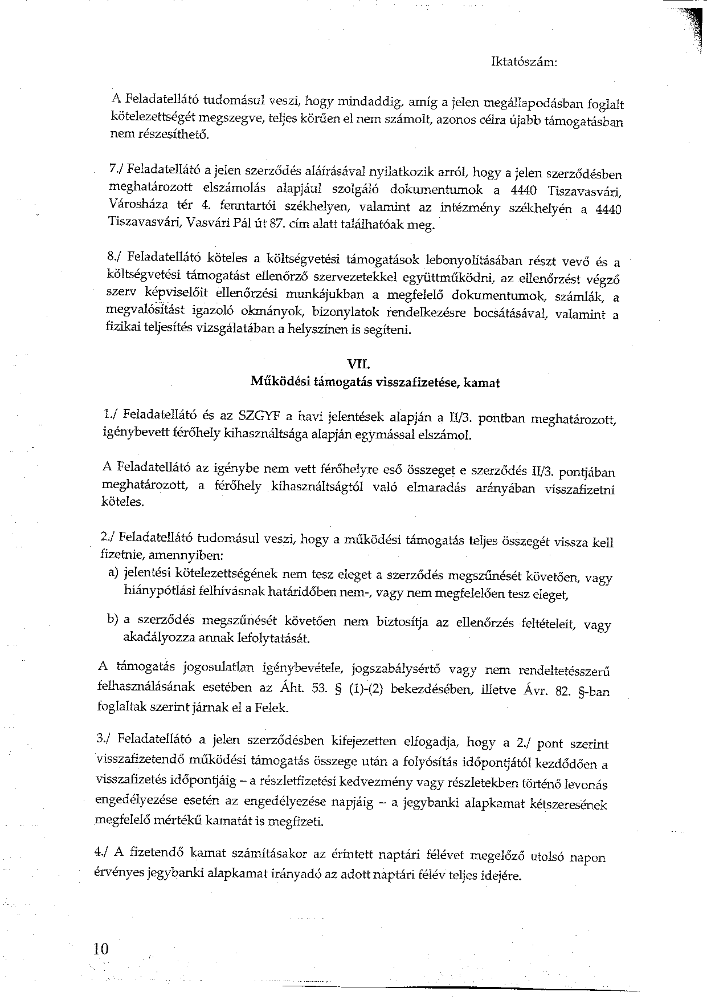 Iktatószám:
A Feladatellátó tudomásul veszi, hogy mindaddig, amíg a jelen megállapodásban foglalt
kötelezettségét megszegve, teljes körűen el nem számolt, azonos célra újabb támogatásban
nem részesíthető.
7./ Feladatellátó a jelen szerződés aláírásával nyilatkozik arról, hogy a jelen szerződésben
meghatározott elszámolás alapjául szolgáló dokumentumok a 4440 Tiszavasvári,
Városháza tér 4. fenntartói székhelyen, valamint az intézmény székhelyén a 4440
Tiszavasvári, Vasvári Pál út 87. cím alatt találhatóak meg.
8./ Feladatellátó köteles a költségvetési támogatások lebonyolításában részt vevő és a
költségvetési támogatást ellenőrző szervezetekkel együttműködni, az ellenőrzést végző
szerv képviselőit ellenőrzési munkájukban a megfelelő dokumentumok, számlák, a
megvalósítást igazoló okmányok, bizonylatok rendelkezésre bocsátásával, valamint a
fizikai teljesítés vizsgálatában a helyszínen is segíteni.
VII.
Működési támogatás visszafizetése, kamat
1./ Feladatellátó és az SZGYF a havi jelentések alapján a II/3. pontban meghatározott,
igénybevett férőhely kihasználtsága alapján egymással elszámol.
A Feladatellátó az igénybe nem vett férőhelyre eső összeget e szerződés II/3. pontjában
meghatározott, a férőhely kihasználtságtól való elmaradás arányában visszafizetni
köteles.
2./ Feladatellátó tudomásul veszi, hogy a működési támogatás teljes összegét vissza kell
fizetnie, amennyiben:
a) jelentési kötelezettségének nem tesz eleget a szerződés megszűnését követően, vagy
hiánypótlási felhívásnak határidőben nem-, vagy nem megfelelően tesz eleget,
b) a szerződés megszűnését követően nem biztosítja az ellenőrzés feltételeit, vagy
akadályozza annak lefolytatását.
A támogatás jogosulatlan igénybevétele, jogszabálysértő vagy nem rendeltetésszerű
felhasználásának esetében az Áht. 53. § (1)-(2) bekezdésében, illetve Ávr. 82. §-ban
foglaltak szerint járnak el a Felek.
3./ Feladatellátó a jelen szerződésben kifejezetten elfogadja, hogy a 2./ pont szerint
visszafizetendő működési támogatás összege után a folyósítás időpontjától kezdődően a
visszafizetés időpontjáig – a részletfizetési kedvezmény vagy részletekben történő levonás
engedélyezése esetén az engedélyezése napjáig – a jegybanki alapkamat kétszeresének
megfelelő mértékű kamatát is megfizeti.
4./ A fizetendő kamat számításakor az érintett naptári félévet megelőző utolsó napon
érvényes jegybanki alapkamat irányadó az adott naptári félév teljes idejére.
10